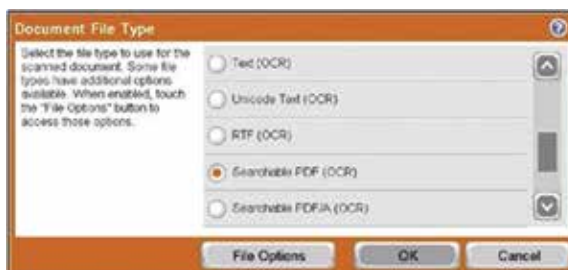 Document File Type
Select the file type to use for the
scanned document. Some file
types have additional options
available. When enabled, touch
the "File Options" button to
access those options.
Text (OCR)
Unicode Text (OCR)
RTF (OCR)
Searchable PDF (OCR)
Searchable PDF/A (OCR)
File Options
OK
Cancel